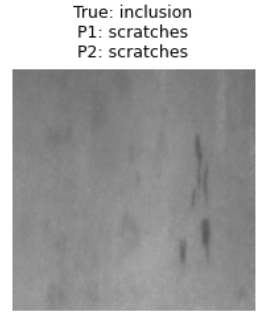 True: inclusion
P1: scratches
P2: scratches